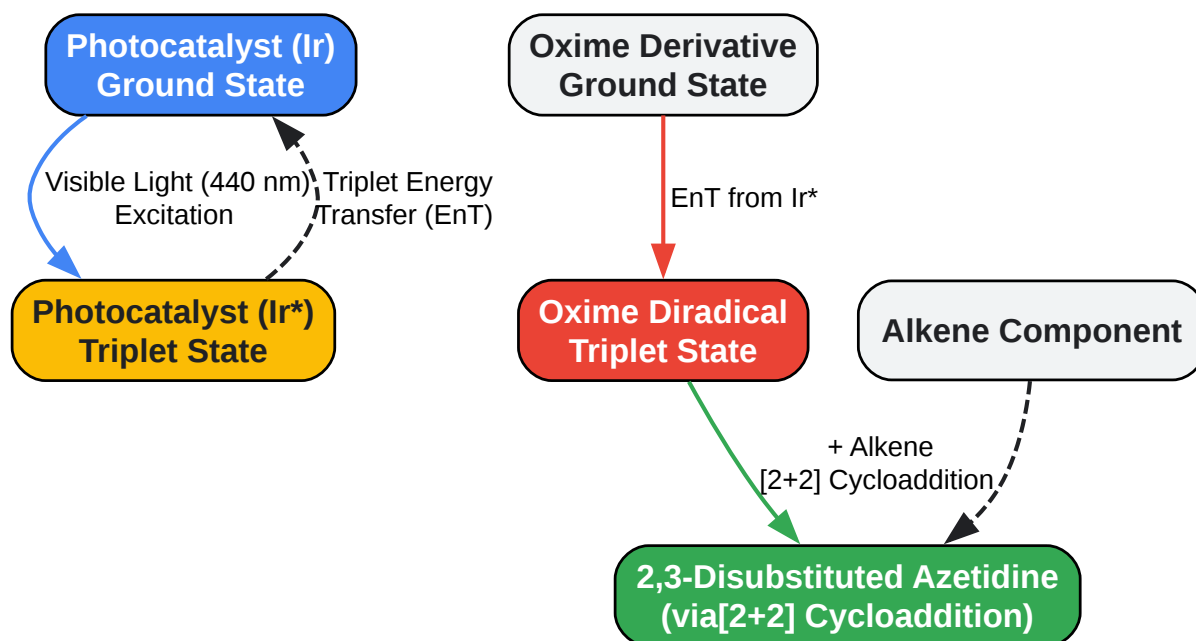 Photocatalyst (Ir)
Ground State
Oxime Derivative
Ground State
Visible Light (440 nm)
Excitation
Triplet Energy
Transfer (EnT)
EnT from Ir*
Photocatalyst (Ir*)
Triplet State
Oxime Diradical
Triplet State
Alkene Component
+ Alkene
[2+2] Cycloaddition
2,3-Disubstituted Azetidine
(via[2+2] Cycloaddition)